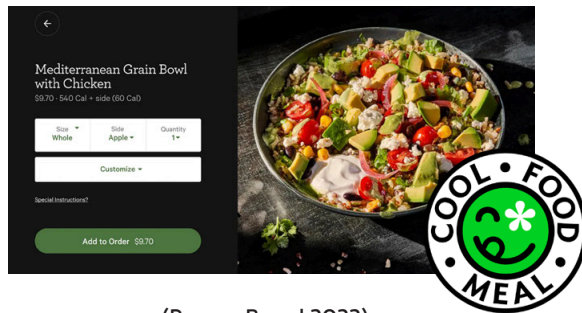 Mediterranean Grain Bowl
with Chicken
$9.70 · 540 Cal + side (60 Cal)
Size Side Quantity
Whole Apple 1
Customize
Special Instructions?
Add to Order $9.70
COOL • FOOD • MEAL •